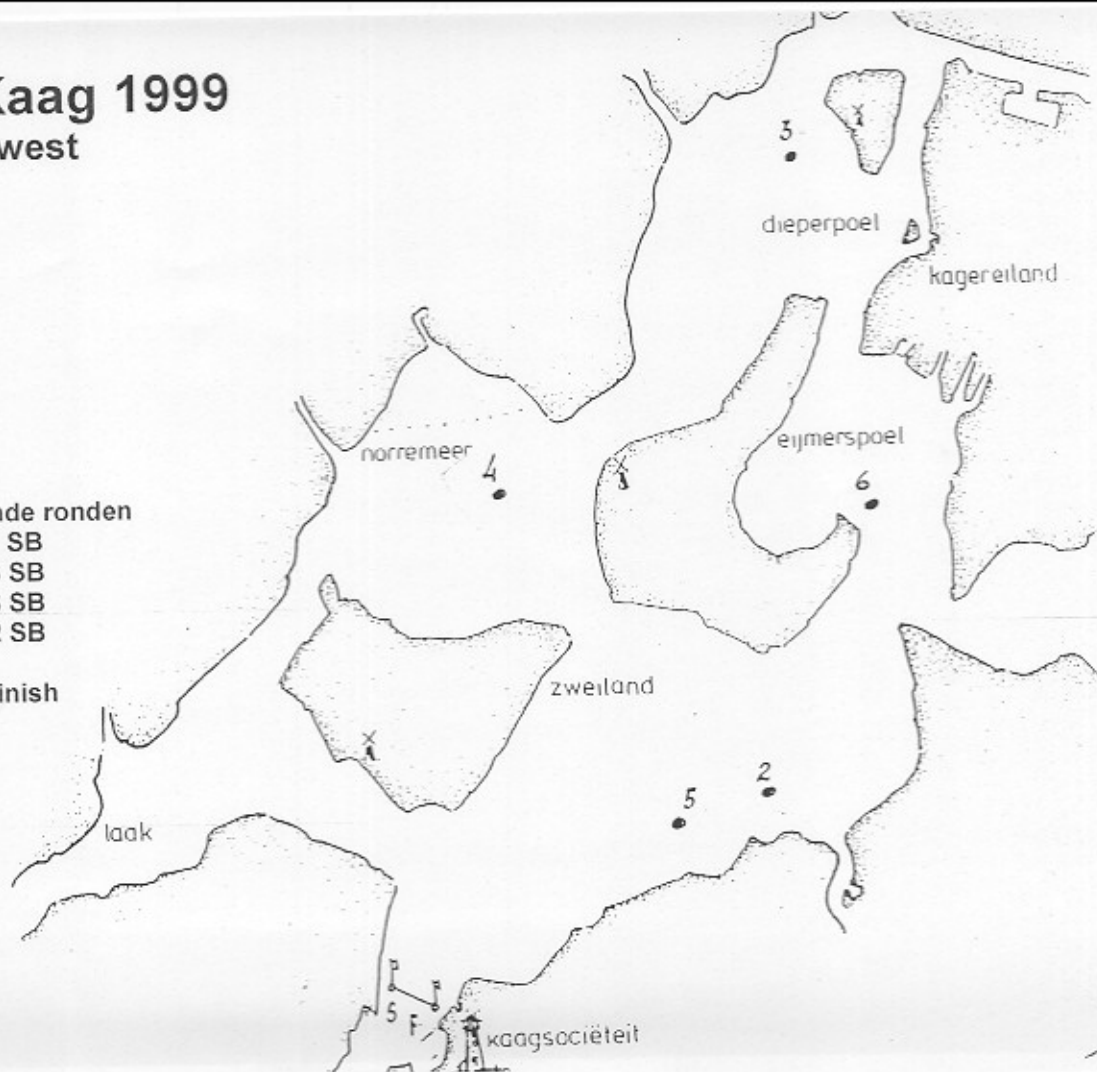 Kaag 1999
west
nde ronden
SB
SB
SB
SB
inish
3
dieperpoel
kagereiland
eijmerspoel
norremeer
4
6
zweiland
2
5
laak
S
F
kaagsociëteit